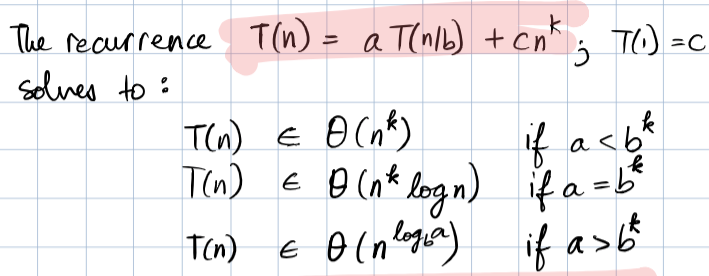 The recurrence T(n) = a T(n/b) + cn^k ; T(1) = c
solves to :
T(n) ∈ θ(n^k) if a < b^k
T(n) ∈ θ(n^k log n) if a = b^k
T(n) ∈ θ(n^{log_b a}) if a > b^k